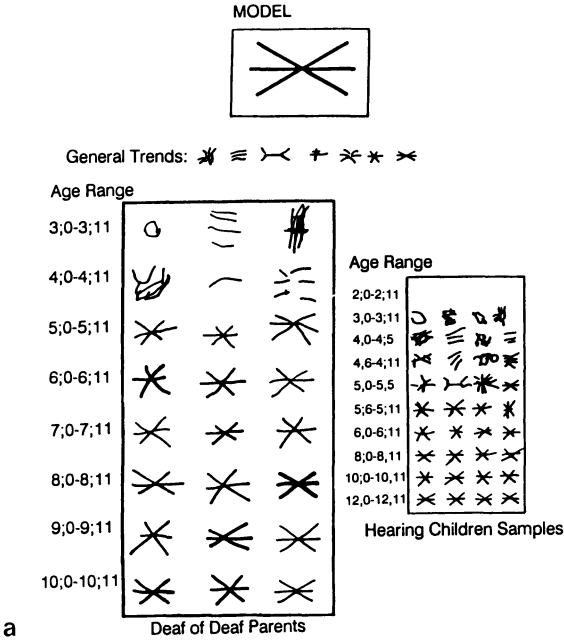 MODEL
General Trends:
Age Range
3;0-3;11
4;0-4;11
5;0-5;11
6;0-6;11
7;0-7;11
8;0-8;11
9;0-9;11
10;0-10;11
Deaf of Deaf Parents
Age Range
2;0-2;11
3,0-3;11
4,0-4;5
4,6-4;11
5,0-5,5
5;6-5;11
6,0-6;11
8;0-8,11
10;0-10,11
12,0-12,11
Hearing Children Samples
a